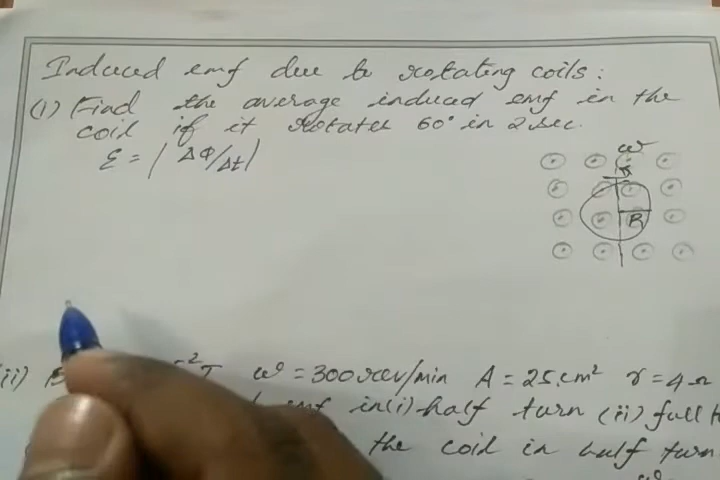 Induced emf due to rotating coils:
(i) Find the average induced emf in the
coil if it rotates 60° in 2 sec.
ε = |ΔΦ/Δt|
ω
R
(ii) B ⁻²T ω = 300 rev/min A = 25 cm² r = 4 Ω
emf in (i) half turn (ii) full
the coil in half turn